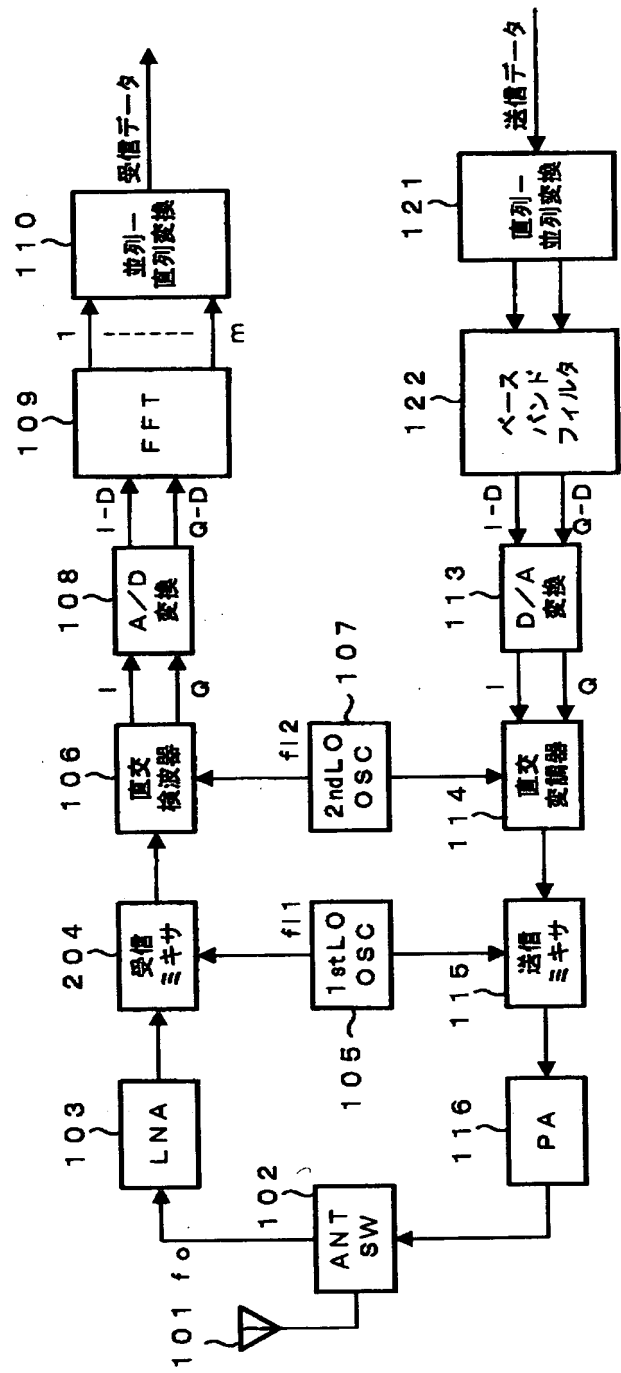 101
fo
102
ANT
SW
103
LNA
204
受信
ミキサ
106
直交
検波器
I
Q
108
A/D
変換
I-D
Q-D
109
FFT
1
m
110
並列ー
直列変換
受信データ
105
1stLO
OSC
fl1
107
2ndLO
OSC
fl2
送信データ
121
直列ー
並列変換
122
ベース
バンド
フィルタ
I-D
Q-D
113
D/A
変換
I
Q
114
直交
変調器
115
送信
ミキサ
116
PA